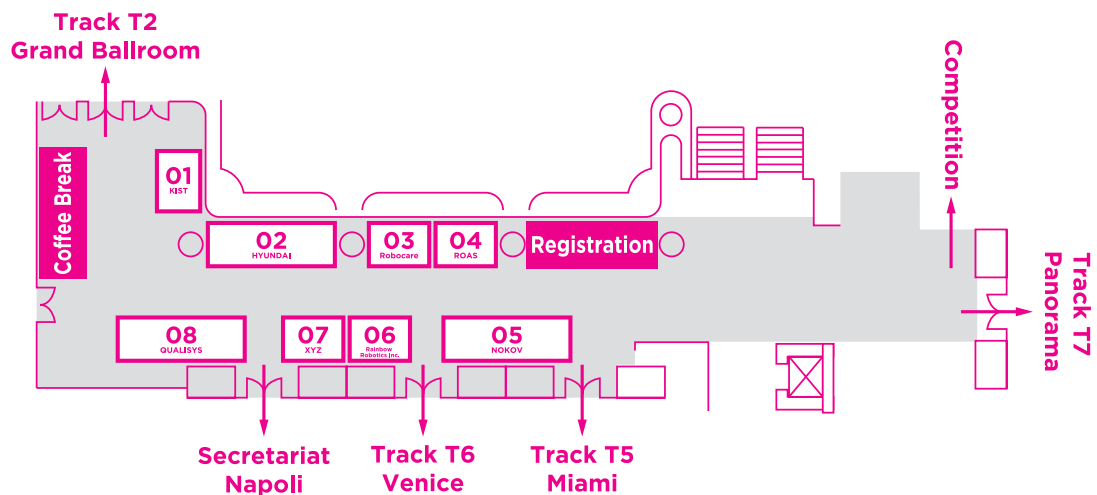 Track T2
Grand Ballroom
Competition
Coffee Break
01
KIST
02
HYUNDAI
03
Robocare
04
ROAS
Registration
Track T7
Panorama
08
QUALISYS
07
XYZ
06
Rainbow
Robotics Inc.
05
NOKOV
Secretariat
Napoli
Track T6
Venice
Track T5
Miami